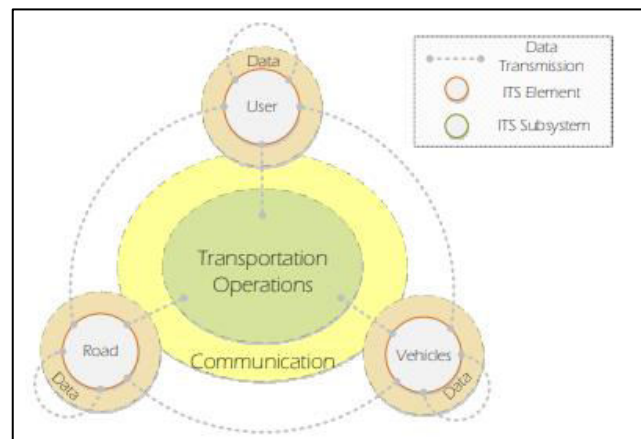 Data
Transmission
ITS Element
ITS Subsystem
Data
User
Transportation
Operations
Road
Vehicles
Communication
Data
Data